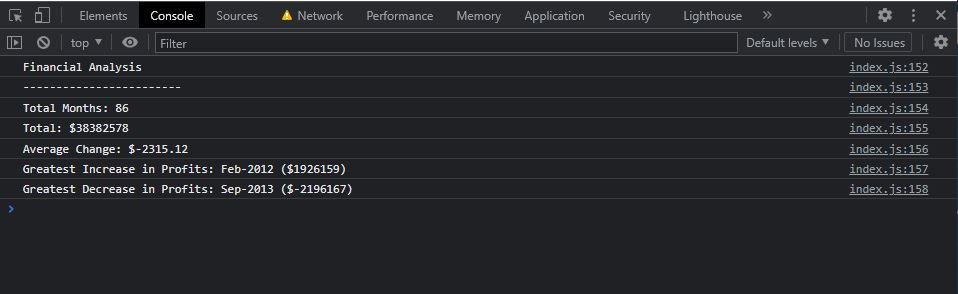 Elements Console Sources Network Performance Memory Application Security Lighthouse »
top ▼ Filter Default levels ▼ No Issues
Financial Analysis index.js:152
------------------------ index.js:153
Total Months: 86 index.js:154
Total: $38382578 index.js:155
Average Change: $-2315.12 index.js:156
Greatest Increase in Profits: Feb-2012 ($1926159) index.js:157
Greatest Decrease in Profits: Sep-2013 ($-2196167) index.js:158